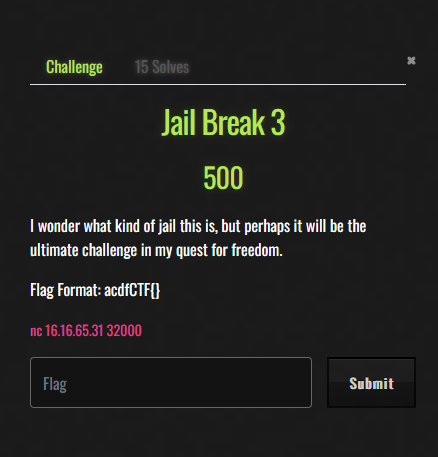 Challenge
15 Solves
×
Jail Break 3
500
I wonder what kind of jail this is, but perhaps it will be the
ultimate challenge in my quest for freedom.
Flag Format: acdfCTF{}
nc 16.16.65.31 32000
Flag
Submit